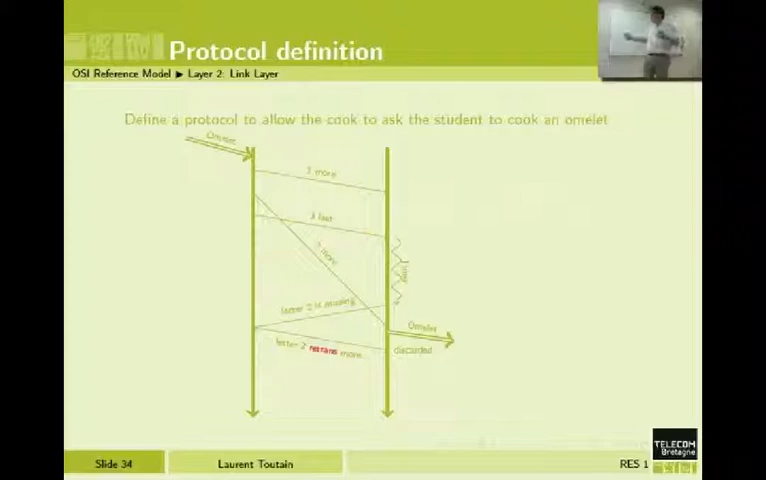 Protocol definition
OSI Reference Model ▶ Layer 2: Link Layer
Define a protocol to allow the cook to ask the student to cook an omelet
Omelet
1 more
3 last
2 more
Timer
letter 2 is missing
Omelet
letter 2 retrans more
discarded
TELECOM
Bretagne
Slide 34
Laurent Toutain
RES 1